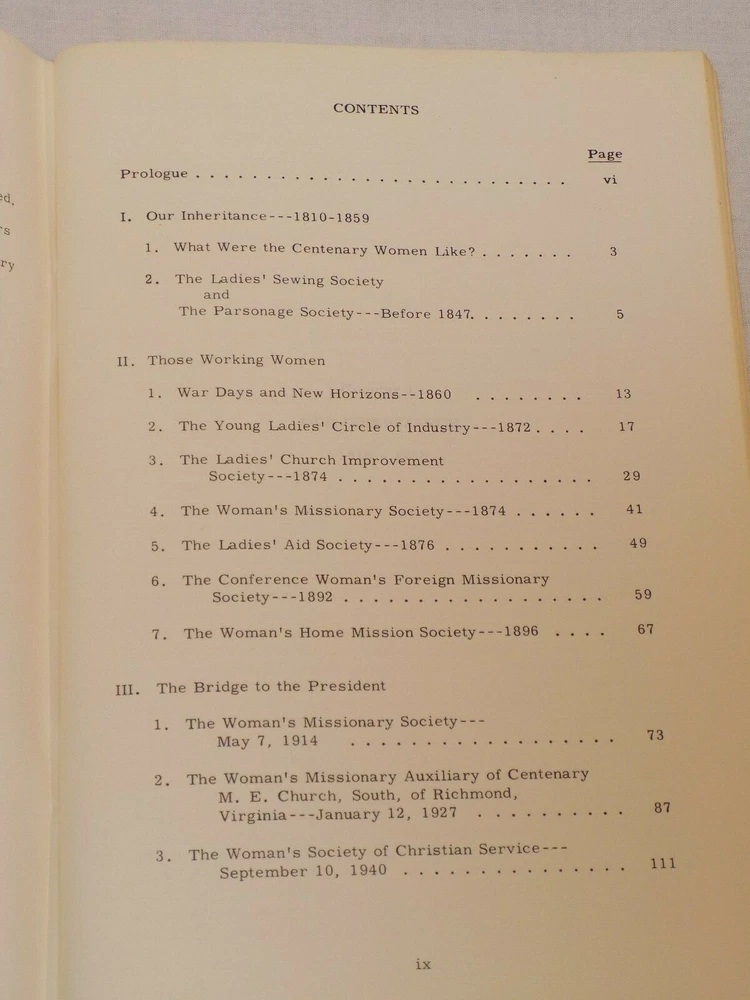 ed.
rs
ry
CONTENTS
Page
Prologue . . . . . . . . . . . . . . . . . . . . . . . . . . . vi
I. Our Inheritance---1810-1859
1. What Were the Centenary Women Like? . . . . . . . 3
2. The Ladies' Sewing Society
and
The Parsonage Society---Before 1847. . . . . . . . 5
II. Those Working Women
1. War Days and New Horizons--1860 . . . . . . . . 13
2. The Young Ladies' Circle of Industry---1872 . . . . 17
3. The Ladies' Church Improvement
Society---1874 . . . . . . . . . . . . . . . . . . 29
4. The Woman's Missionary Society---1874 . . . . . . 41
5. The Ladies' Aid Society---1876 . . . . . . . . . . . 49
6. The Conference Woman's Foreign Missionary
Society---1892 . . . . . . . . . . . . . . . . . . 59
7. The Woman's Home Mission Society---1896 . . . . 67
III. The Bridge to the President
1. The Woman's Missionary Society---
May 7, 1914 . . . . . . . . . . . . . . . . . . 73
2. The Woman's Missionary Auxiliary of Centenary
M. E. Church, South, of Richmond,
Virginia---January 12, 1927 . . . . . . . . . . 87
3. The Woman's Society of Christian Service---
September 10, 1940 . . . . . . . . . . . . . . . 111
ix